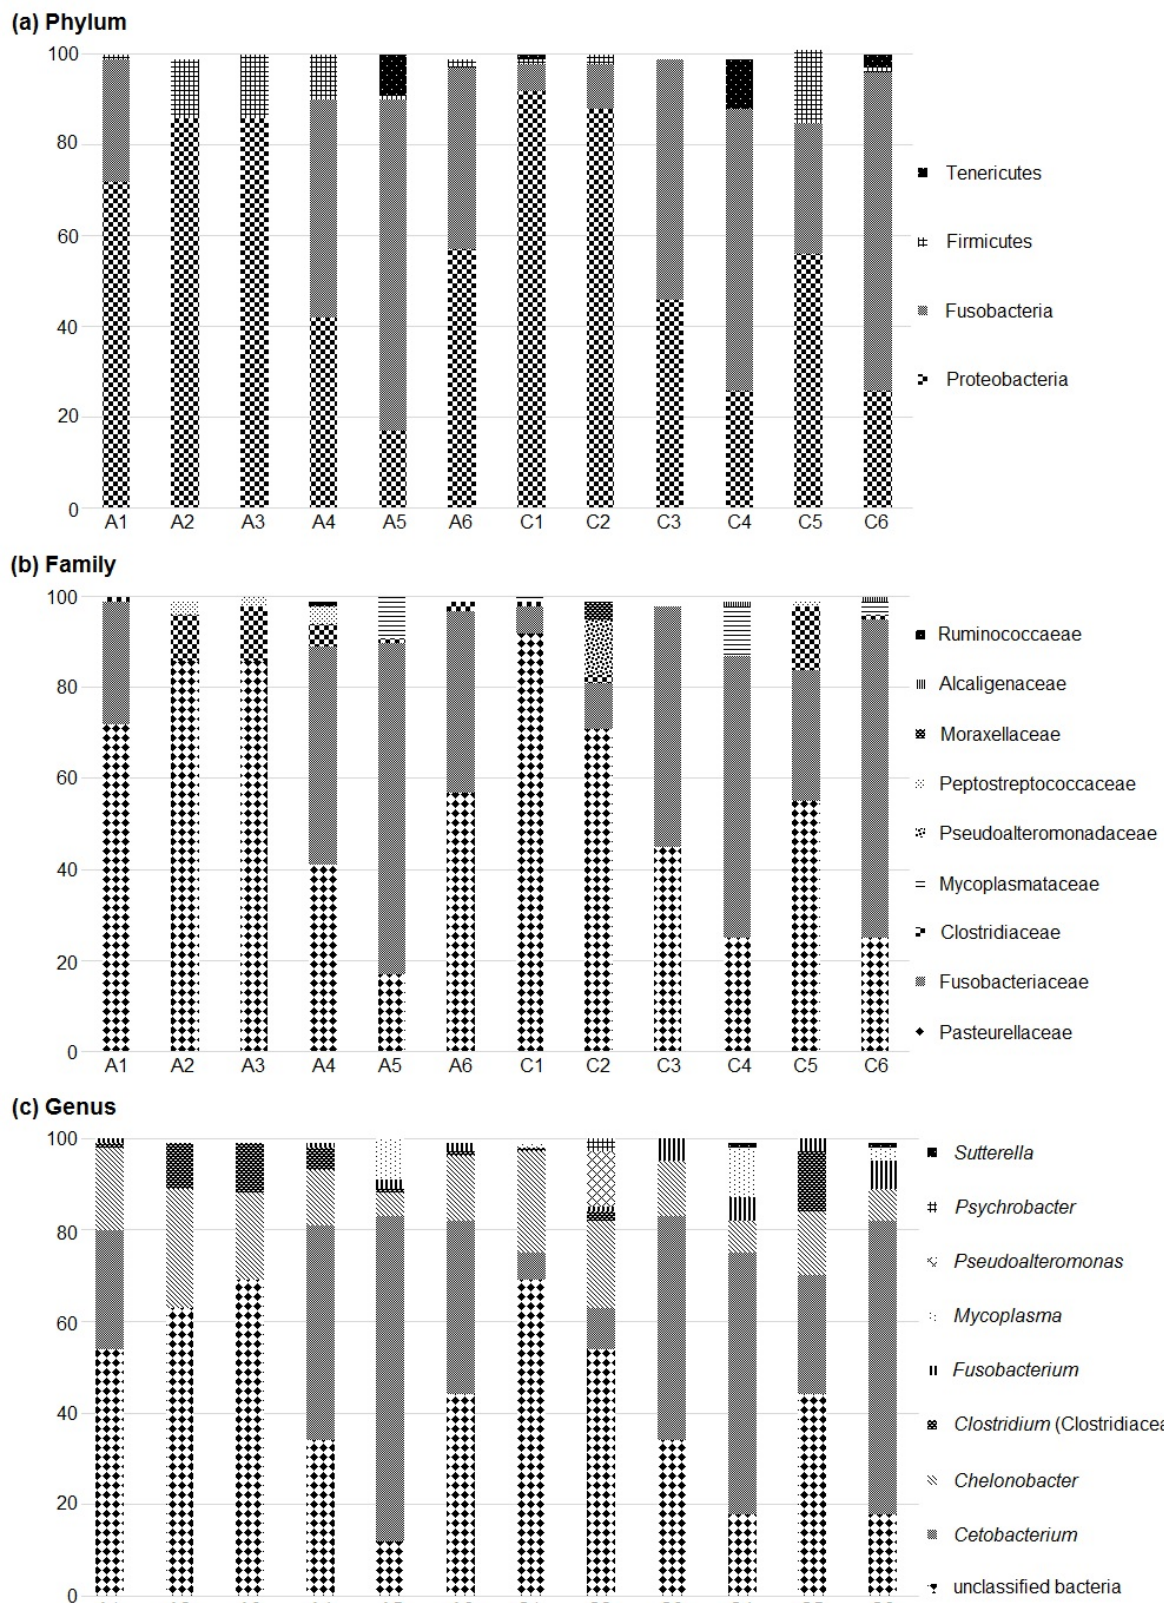 (a) Phylum
100
80
60
40
20
0
A1 A2 A3 A4 A5 A6 C1 C2 C3 C4 C5 C6
Tenericutes
Firmicutes
Fusobacteria
Proteobacteria
(b) Family
100
80
60
40
20
0
A1 A2 A3 A4 A5 A6 C1 C2 C3 C4 C5 C6
Ruminococcaeae
Alcaligenaceae
Moraxellaceae
Peptostreptococcaceae
Pseudoalteromonadaceae
Mycoplasmataceae
Clostridiaceae
Fusobacteriaceae
Pasteurellaceae
(c) Genus
100
80
60
40
20
0
Sutterella
Psychrobacter
Pseudoalteromonas
Mycoplasma
Fusobacterium
Clostridium (Clostridiacea
Chelonobacter
Cetobacterium
unclassified bacteria